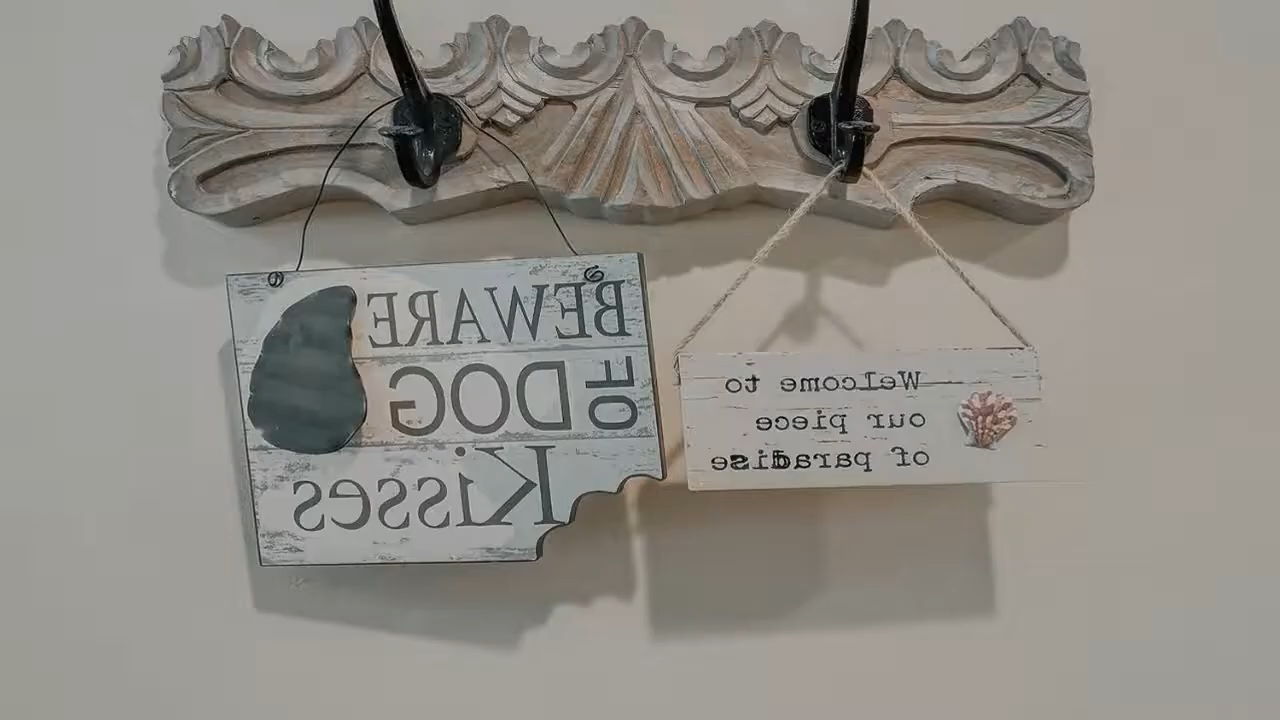 BEWARE
OF DOG
Kisses
Welcome to
our piece
of paradise